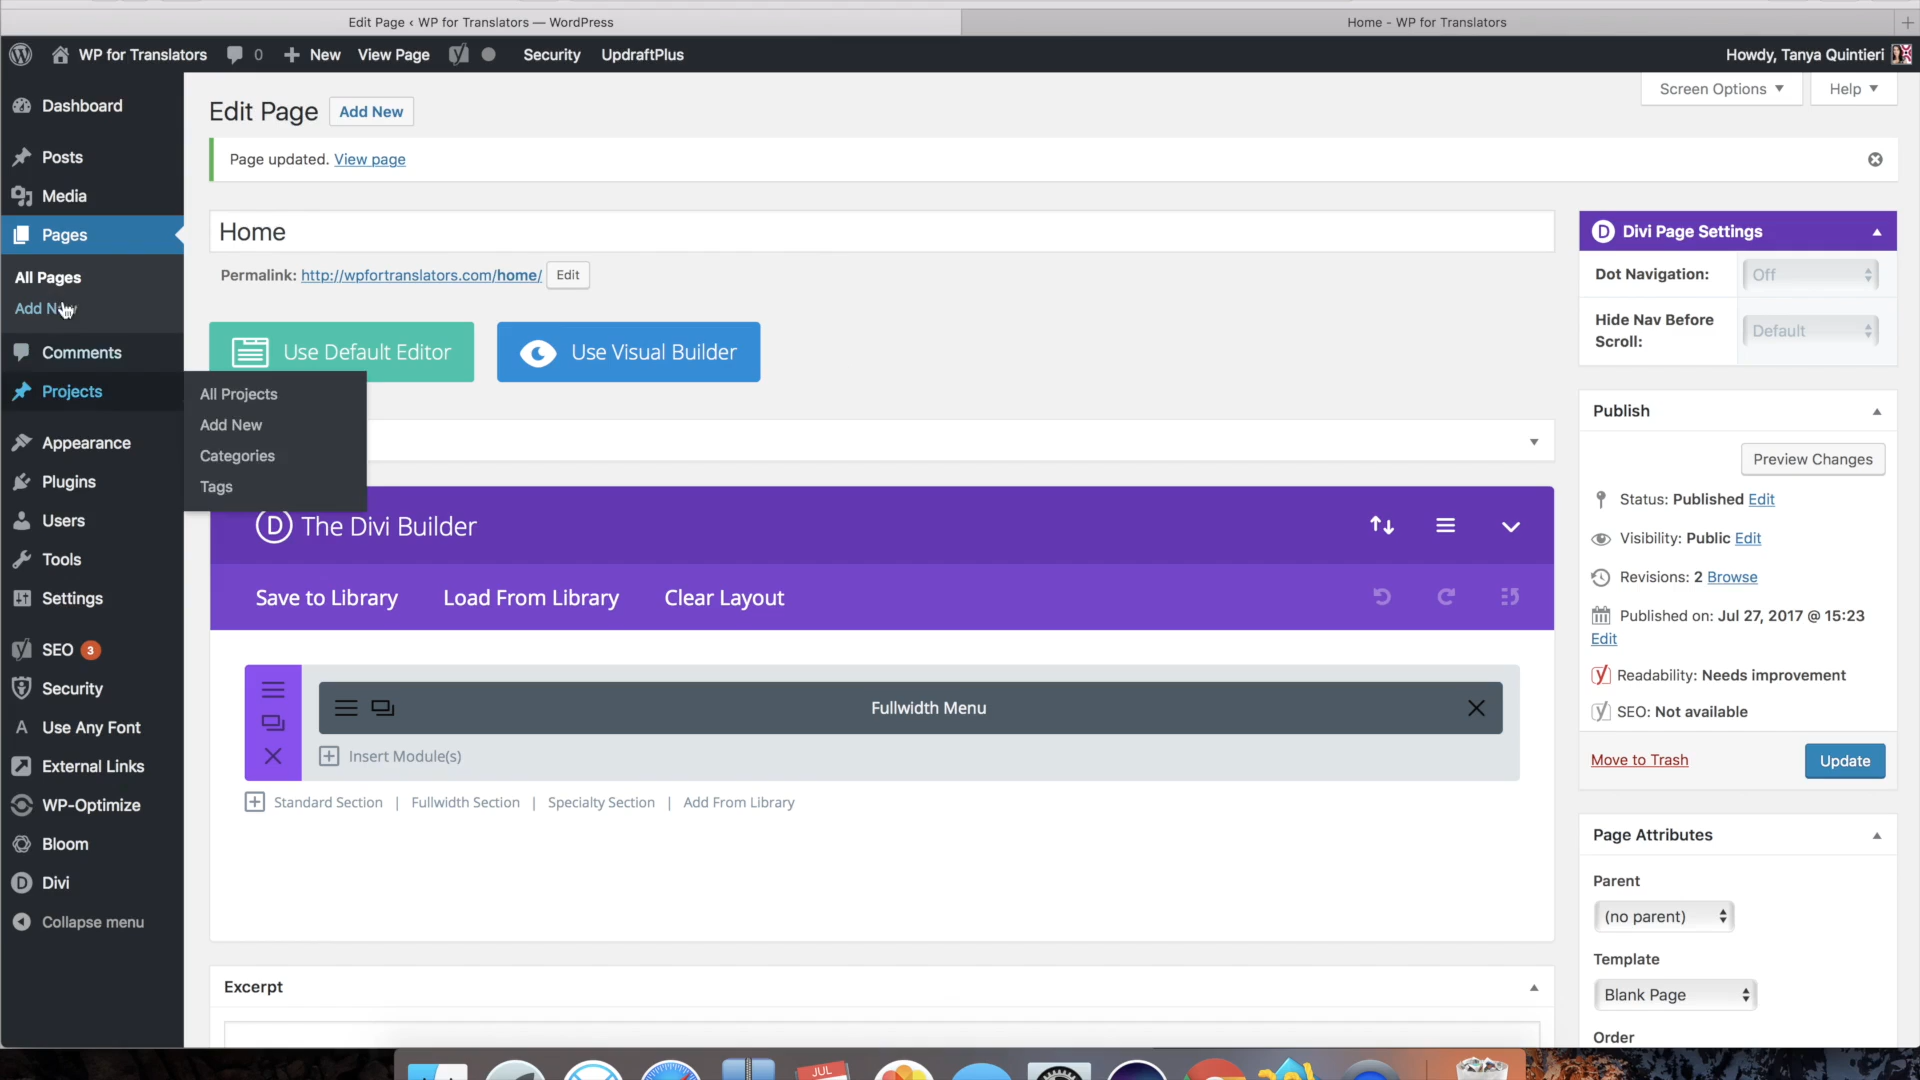 Edit Page ‹ WP for Translators — WordPress
Home - WP for Translators
WP for Translators
0
New
View Page
Security
UpdraftPlus
Howdy, Tanya Quintieri
Dashboard
Posts
Media
Pages
All Pages
Add New
Comments
Projects
All Projects
Add New
Categories
Tags
Appearance
Plugins
Users
Tools
Settings
SEO 3
Security
Use Any Font
External Links
WP-Optimize
Bloom
Divi
Collapse menu
Screen Options
Help
Edit Page
Add New
Page updated. View page
Home
Permalink: http://wpfortranslators.com/home/ Edit
Use Default Editor
Use Visual Builder
The Divi Builder
Save to Library
Load From Library
Clear Layout
Fullwidth Menu
Insert Module(s)
Standard Section | Fullwidth Section | Specialty Section | Add From Library
Excerpt
Divi Page Settings
Dot Navigation:
Off
Hide Nav Before
Scroll:
Default
Publish
Preview Changes
Status: Published Edit
Visibility: Public Edit
Revisions: 2 Browse
Published on: Jul 27, 2017 @ 15:23
Edit
Readability: Needs improvement
SEO: Not available
Move to Trash
Update
Page Attributes
Parent
(no parent)
Template
Blank Page
Order
JUL